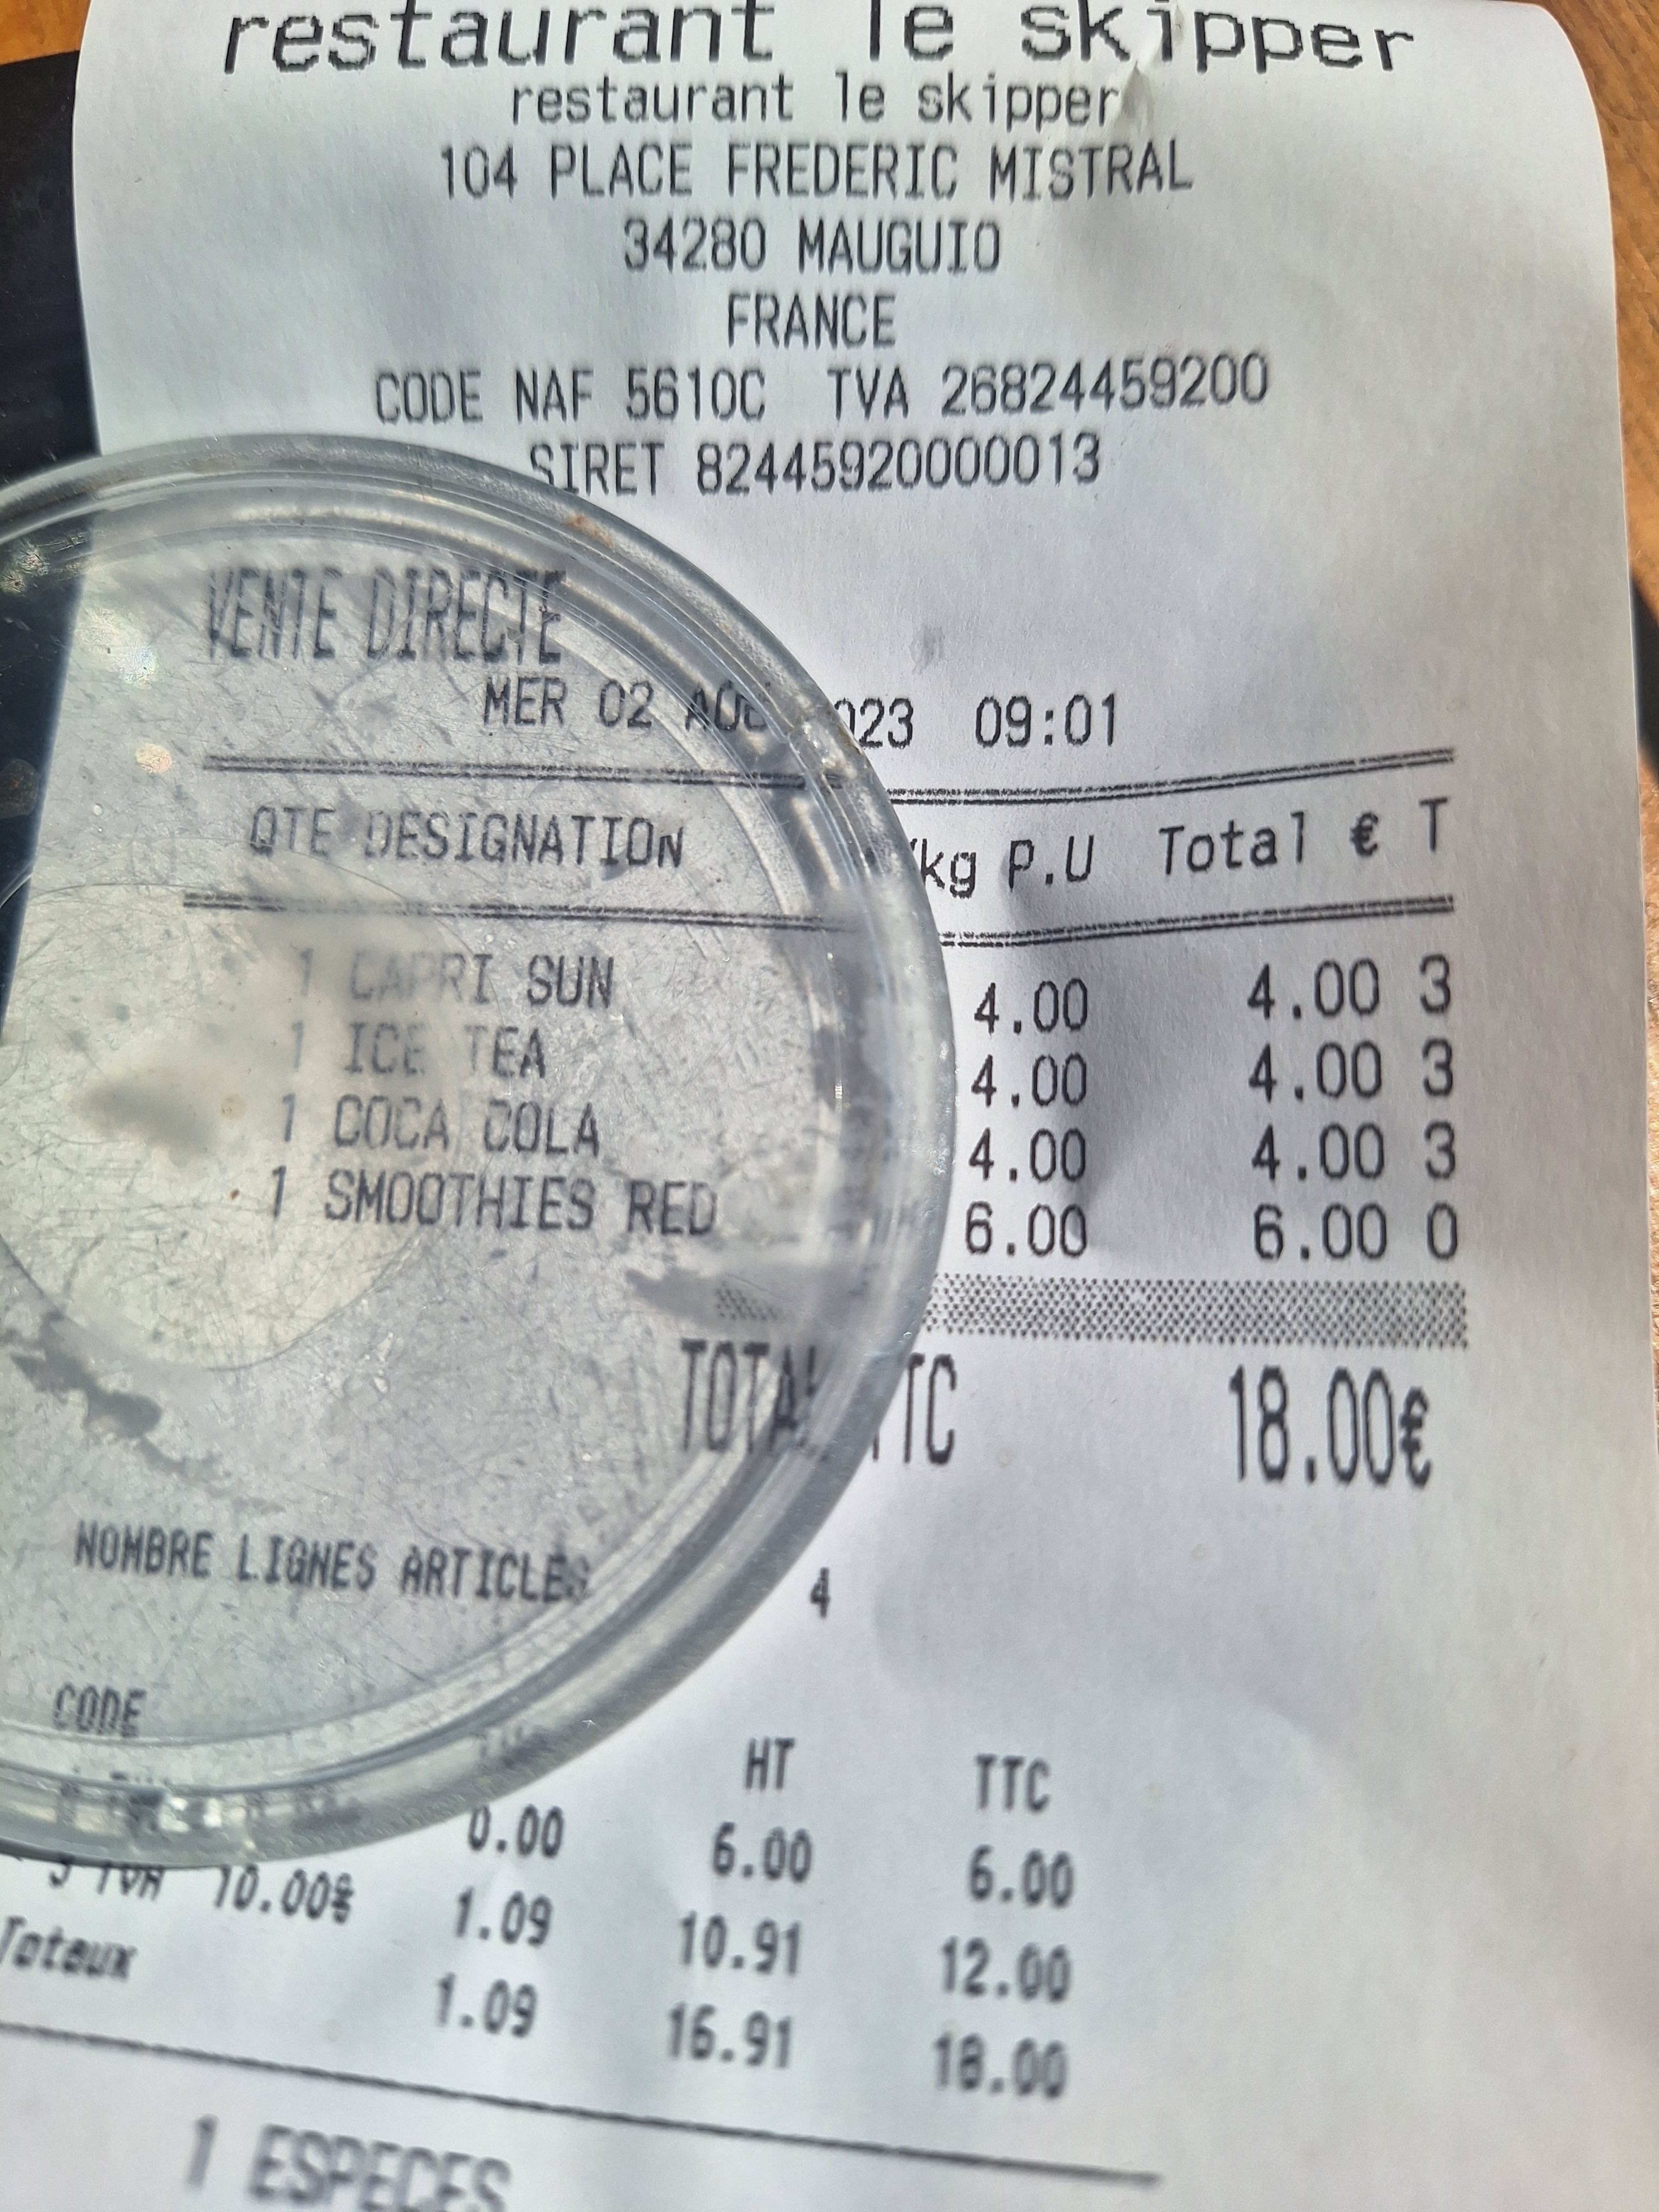 restaurant le skipper
restaurant le skipper
104 PLACE FREDERIC MISTRAL
34280 MAUGUIO
FRANCE
CODE NAF 5610C TVA 26824459200
SIRET 82445920000013
VENTE DIRECTE
MER 02 09:01
QTE DESIGNATION P.U Total € T
1 CAPRI SUN 4.00 4.00 3
1 ICE TEA 4.00 4.00 3
1 COCA COLA 4.00 4.00 3
1 SMOOTHIES RED 6.00 6.00 0
TOTAL TTC 18.00€
NOMBRE LIGNES ARTICLES 4
CODE HT TTC
0.00 6.00 6.00
3 TVA 10.00% 1.09 10.91 12.00
Totaux 1.09 16.91 18.00
1 ESPECES